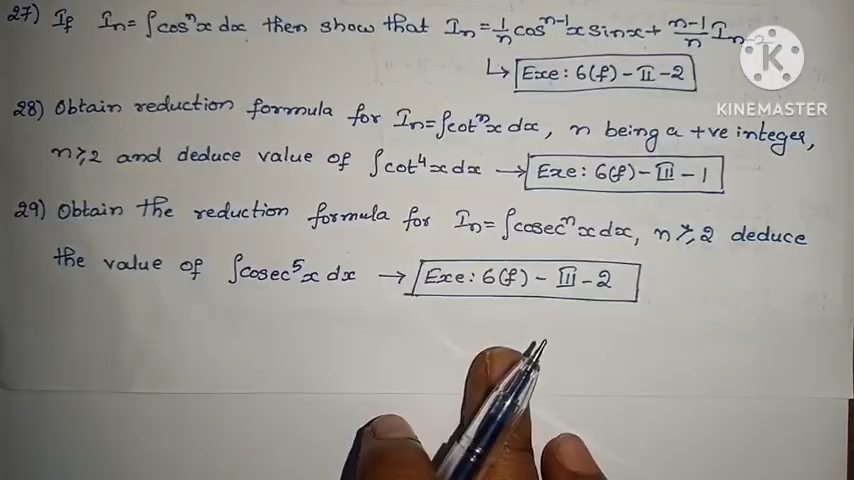 27) If In = ∫cosⁿx dx then show that In = 1/n cosⁿ⁻¹x sinx + n-1/n In-2
↳ Exe: 6(f) - II - 2
KINEMASTER
28) Obtain reduction formula for In = ∫cotⁿx dx, n being a +ve integer,
n ≥ 2 and deduce value of ∫cot⁴x dx → Exe: 6(f) - III - 1
29) Obtain the reduction formula for In = ∫cosecⁿx dx, n ≥ 2 deduce
the value of ∫cosec⁵x dx → Exe: 6(f) - III - 2